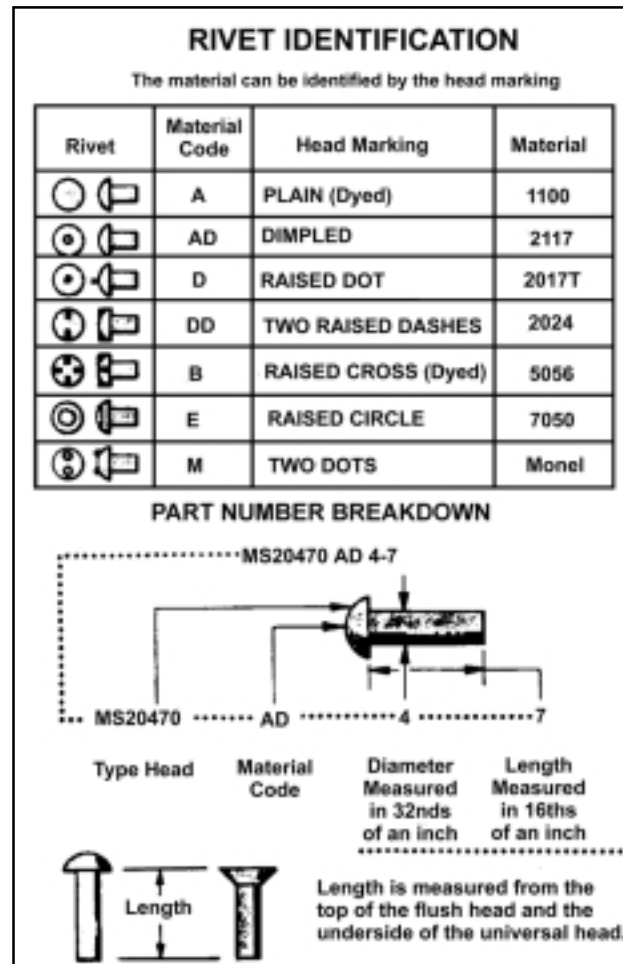 RIVET IDENTIFICATION
The material can be identified by the head marking
Rivet Material Code Head Marking Material
A PLAIN (Dyed) 1100
AD DIMPLED 2117
D RAISED DOT 2017T
DD TWO RAISED DASHES 2024
B RAISED CROSS (Dyed) 5056
E RAISED CIRCLE 7050
M TWO DOTS Monel
PART NUMBER BREAKDOWN
MS20470 AD 4-7
MS20470 AD 4 7
Type Head
Material
Code
Diameter
Measured
in 32nds
of an inch
Length
Measured
in 16ths
of an inch
Length
Length is measured from the
top of the flush head and the
underside of the universal head.